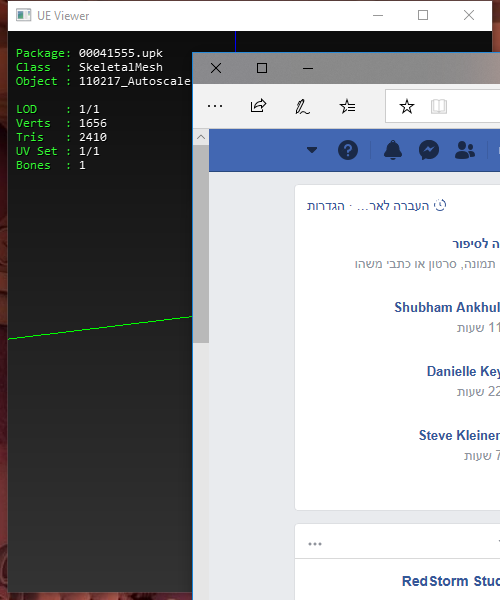 UE Viewer
Package: 00041555.upk
Class : SkeletalMesh
Object : 110217_Autoscale
LOD : 1/1
Verts : 1656
Tris : 2410
UV Set : 1/1
Bones : 1
העברה לאר... · הגדרות
לסיפור
תמונה, סרטון או כתבי משהו
Shubham Ankhul
11 שעות
Danielle Key
22 שעות
Steve Kleiner
7 שעות
RedStorm Stud